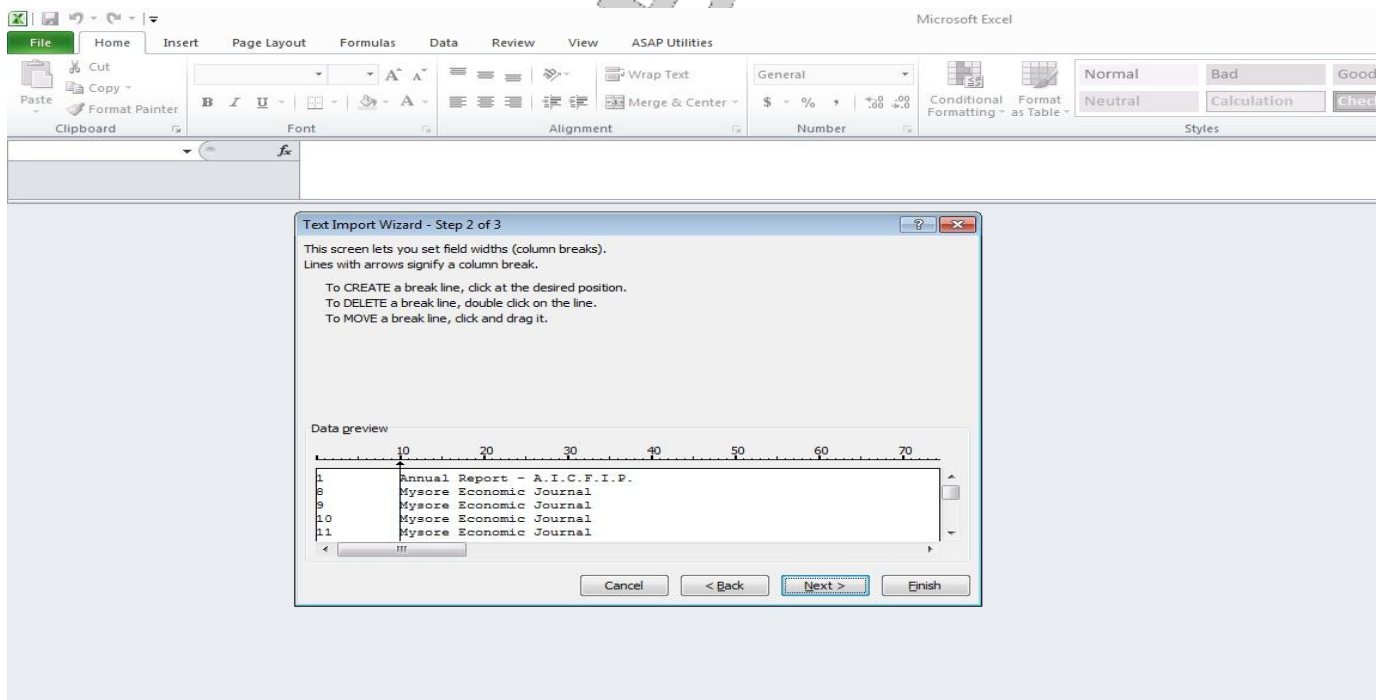 Microsoft Excel
File Home Insert Page Layout Formulas Data Review View ASAP Utilities
Cut
Copy
Format Painter
Paste
Clipboard
B I U
A A
A
Font
Wrap Text
Merge & Center
Alignment
General
$ % , .00 .00
Number
Conditional Formatting
Format as Table
Normal Bad Good
Neutral Calculation Chec
Styles
fx
Text Import Wizard - Step 2 of 3
This screen lets you set field widths (column breaks).
Lines with arrows signify a column break.
To CREATE a break line, click at the desired position.
To DELETE a break line, double click on the line.
To MOVE a break line, click and drag it.
Data preview
10 20 30 40 50 60 70
1 Annual Report - A.I.C.F.I.P.
8 Mysore Economic Journal
9 Mysore Economic Journal
10 Mysore Economic Journal
11 Mysore Economic Journal
Cancel < Back Next > Finish